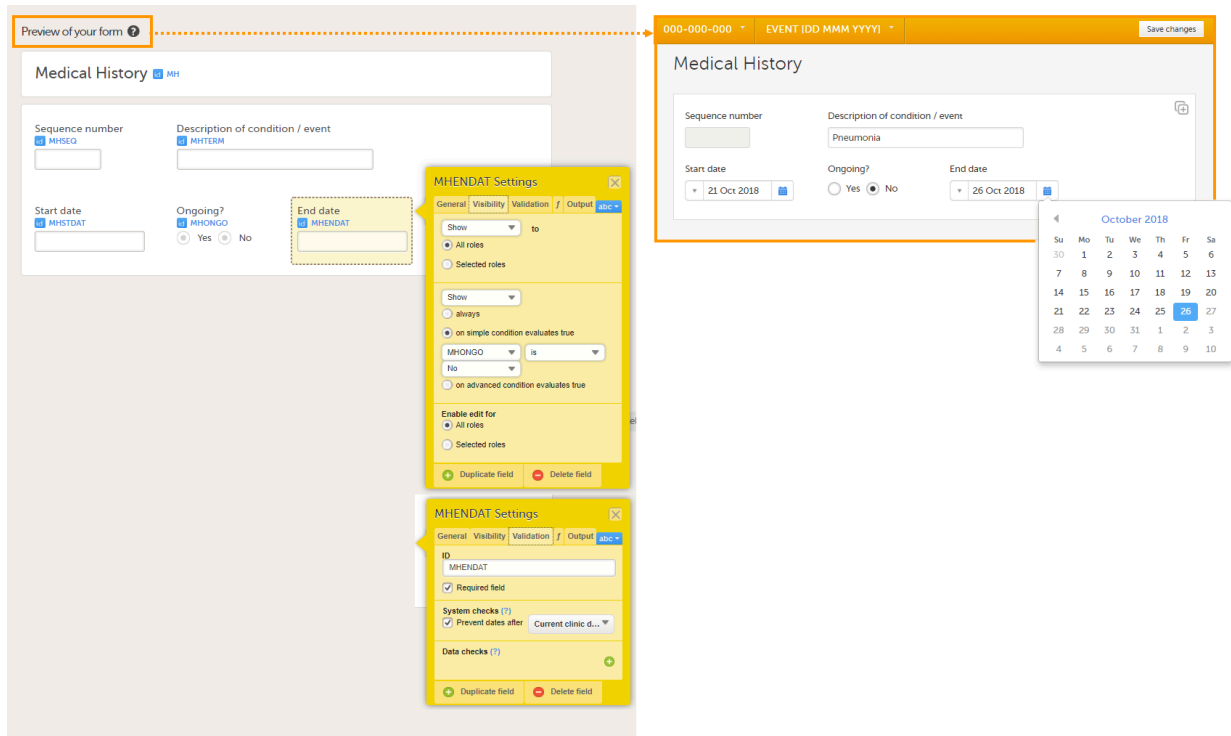 Preview of your form ?
Medical History id MH
Sequence number Description of condition / event
id MHSEQ id MHTERM
Start date Ongoing? End date
id MHSTDAT id MHONGO id MHENDAT
Yes No
MHENDAT Settings
General Visibility Validation ƒ Output abc
Show to
All roles
Selected roles
Show
always
on simple condition evaluates true
MHONGO is
No
on advanced condition evaluates true
Enable edit for
All roles
Selected roles
Duplicate field Delete field
MHENDAT Settings
General Visibility Validation ƒ Output abc
ID
MHENDAT
Required field
System checks (?)
Prevent dates after Current clinic d...
Data checks (?)
Duplicate field Delete field
000-000-000 EVENT (DD MMM YYYY) Save changes
Medical History
Sequence number Description of condition / event
Pneumonia
Start date Ongoing? End date
21 Oct 2018 Yes No 26 Oct 2018
October 2018
Su Mo Tu We Th Fr Sa
30 1 2 3 4 5 6
7 8 9 10 11 12 13
14 15 16 17 18 19 20
21 22 23 24 25 26 27
28 29 30 31 1 2 3
4 5 6 7 8 9 10